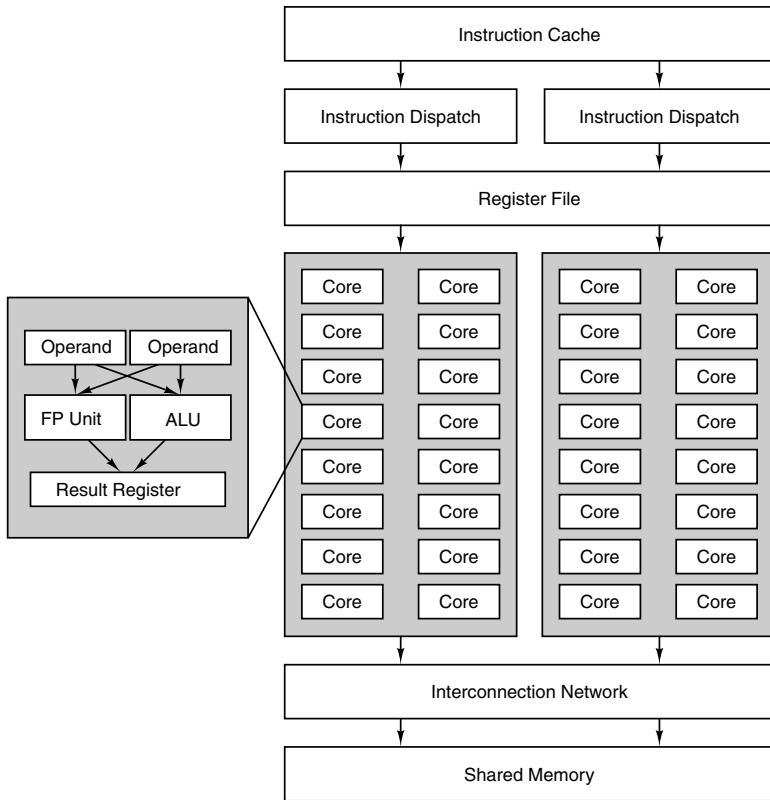 Instruction Cache
Instruction Dispatch Instruction Dispatch
Register File
Core Core Core Core
Core Core Core Core
Operand Operand
Core Core Core Core
FP Unit ALU
Core Core Core Core
Core Core Core Core
Result Register
Core Core Core Core
Core Core Core Core
Core Core Core Core
Interconnection Network
Shared Memory